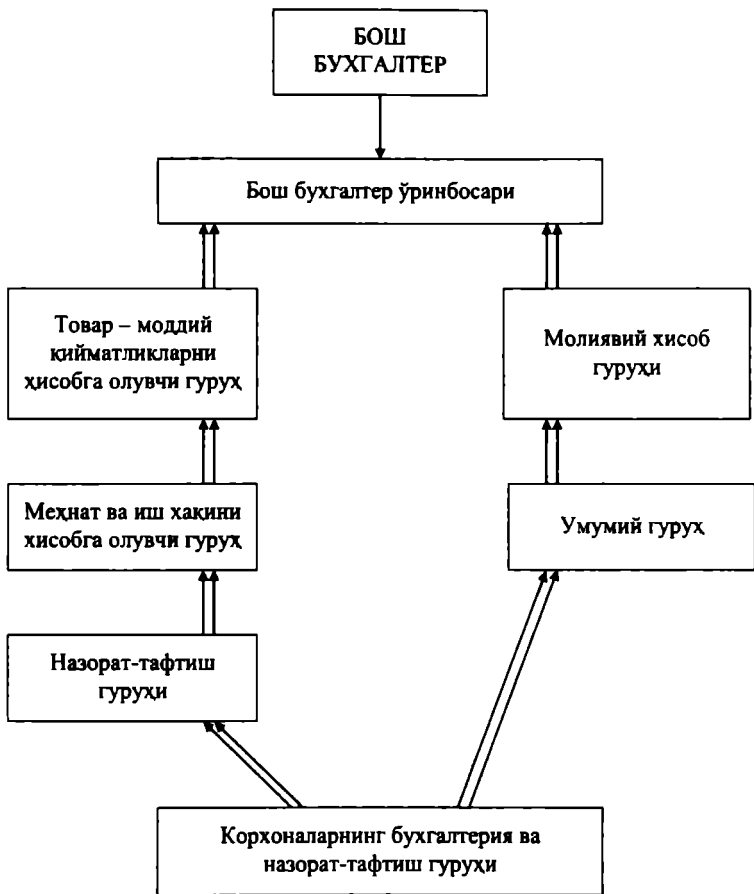 БОШ
БУХГАЛТЕР
Бош бухгалтер ўринбосари
Товар – моддий
қийматликларни
ҳисобга олувчи гуруҳ
Молиявий хисоб
гуруҳи
Меҳнат ва иш хақини
хисобга олувчи гуруҳ
Умумий гуруҳ
Назорат-тафтиш
гуруҳи
Корхоналарнинг бухгалтерия ва
назорат-тафтиш гуруҳи